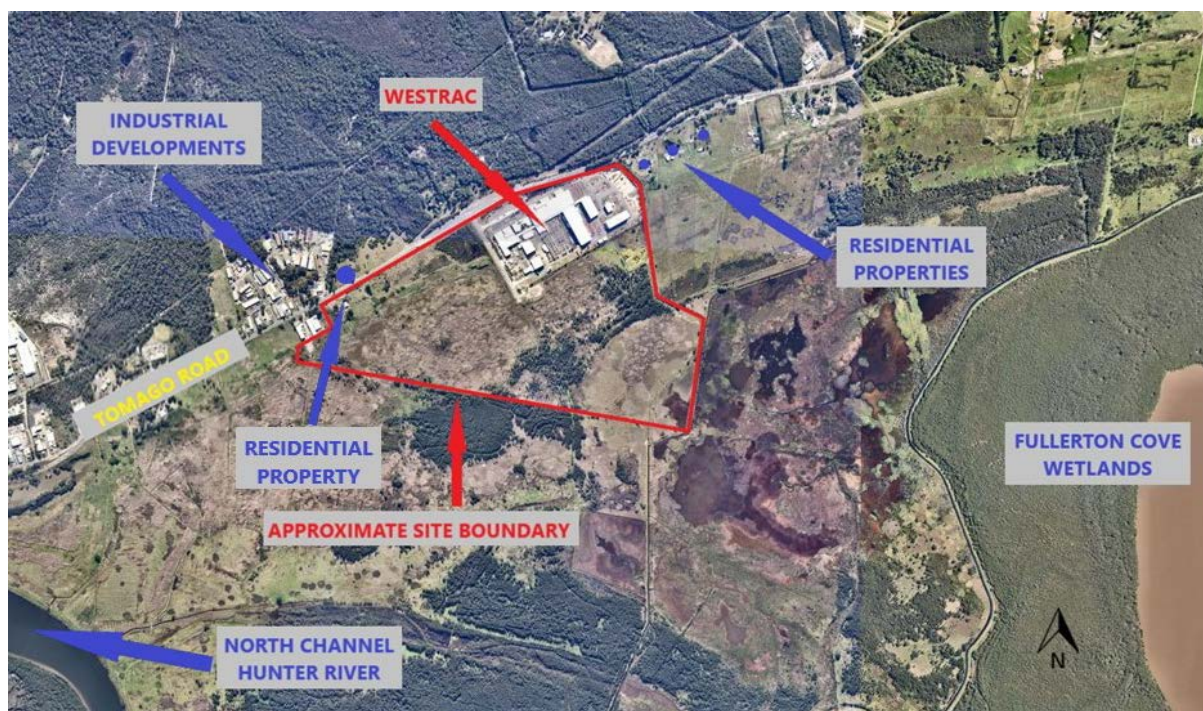 WESTRAC
INDUSTRIAL
DEVELOPMENTS
RESIDENTIAL
PROPERTIES
TOMAGO ROAD
RESIDENTIAL
PROPERTY
FULLERTON COVE
WETLANDS
APPROXIMATE SITE BOUNDARY
NORTH CHANNEL
HUNTER RIVER
N